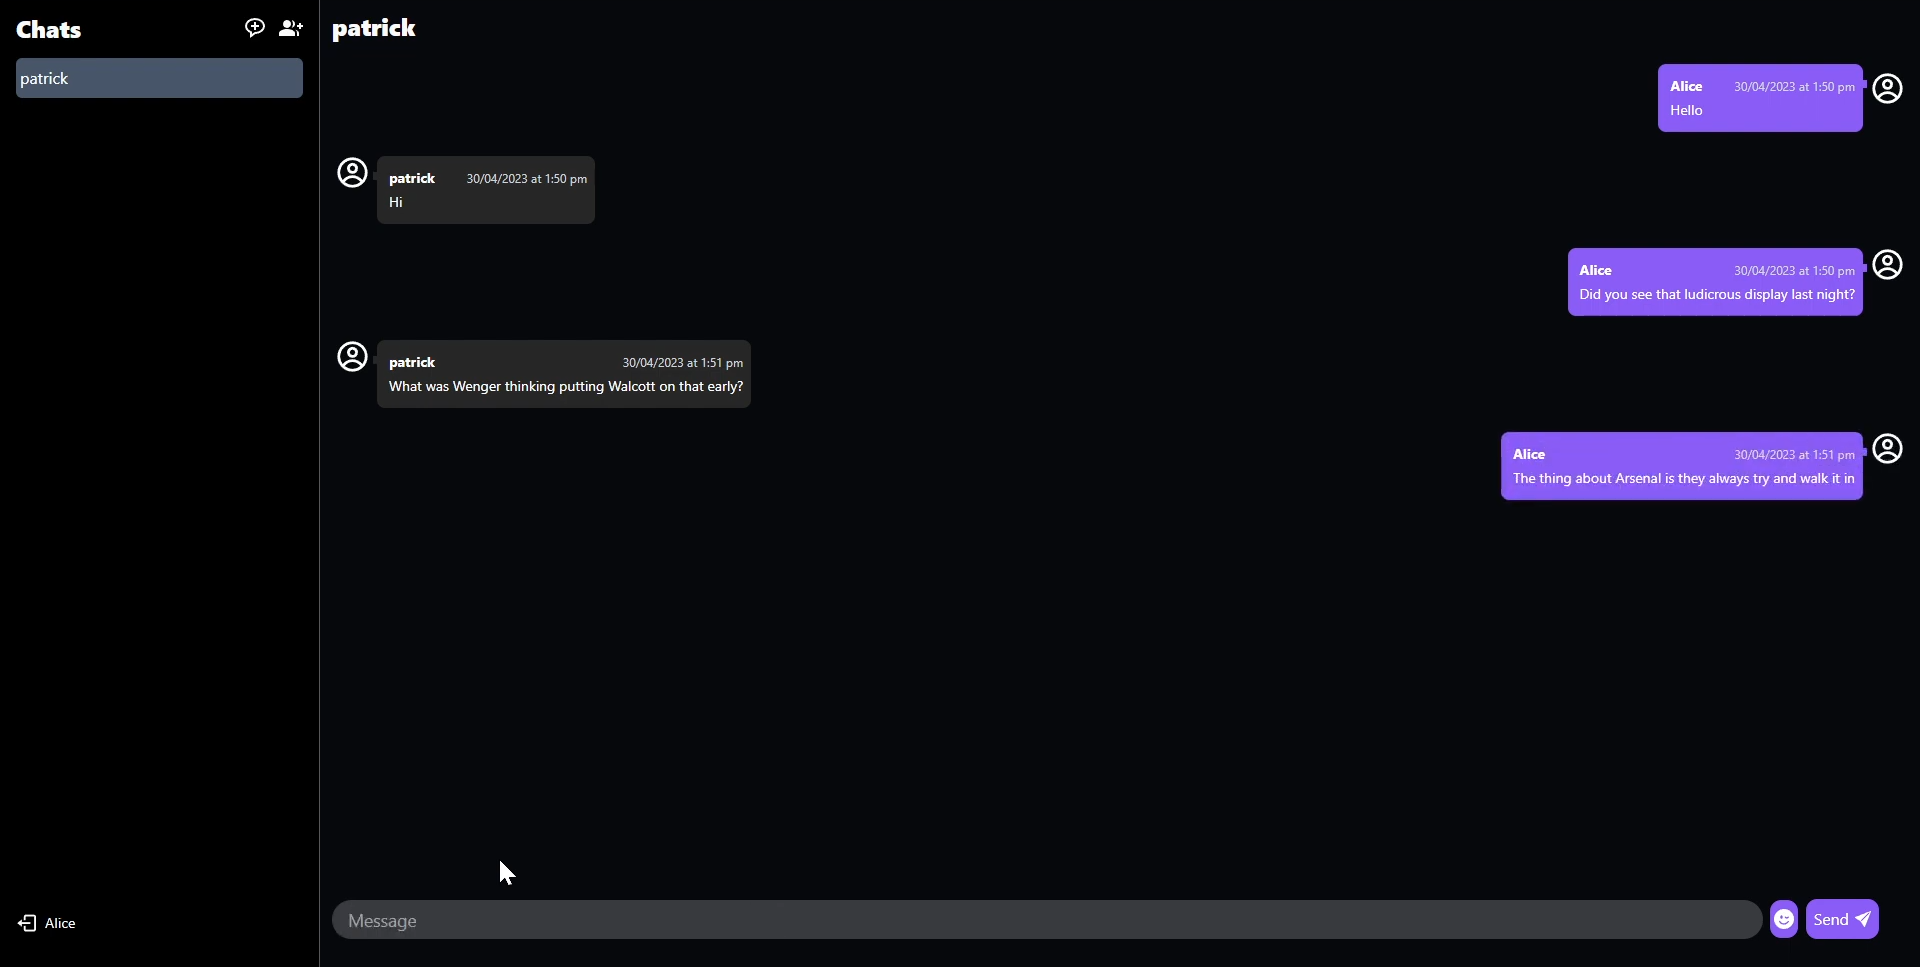 Chats
patrick
Alice
patrick
Alice 30/04/2023 at 1:50 pm
Hello
patrick 30/04/2023 at 1:50 pm
Hi
Alice 30/04/2023 at 1:50 pm
Did you see that ludicrous display last night?
patrick 30/04/2023 at 1:51 pm
What was Wenger thinking putting Walcott on that early?
Alice 30/04/2023 at 1:51 pm
The thing about Arsenal is they always try and walk it in
Message
Send